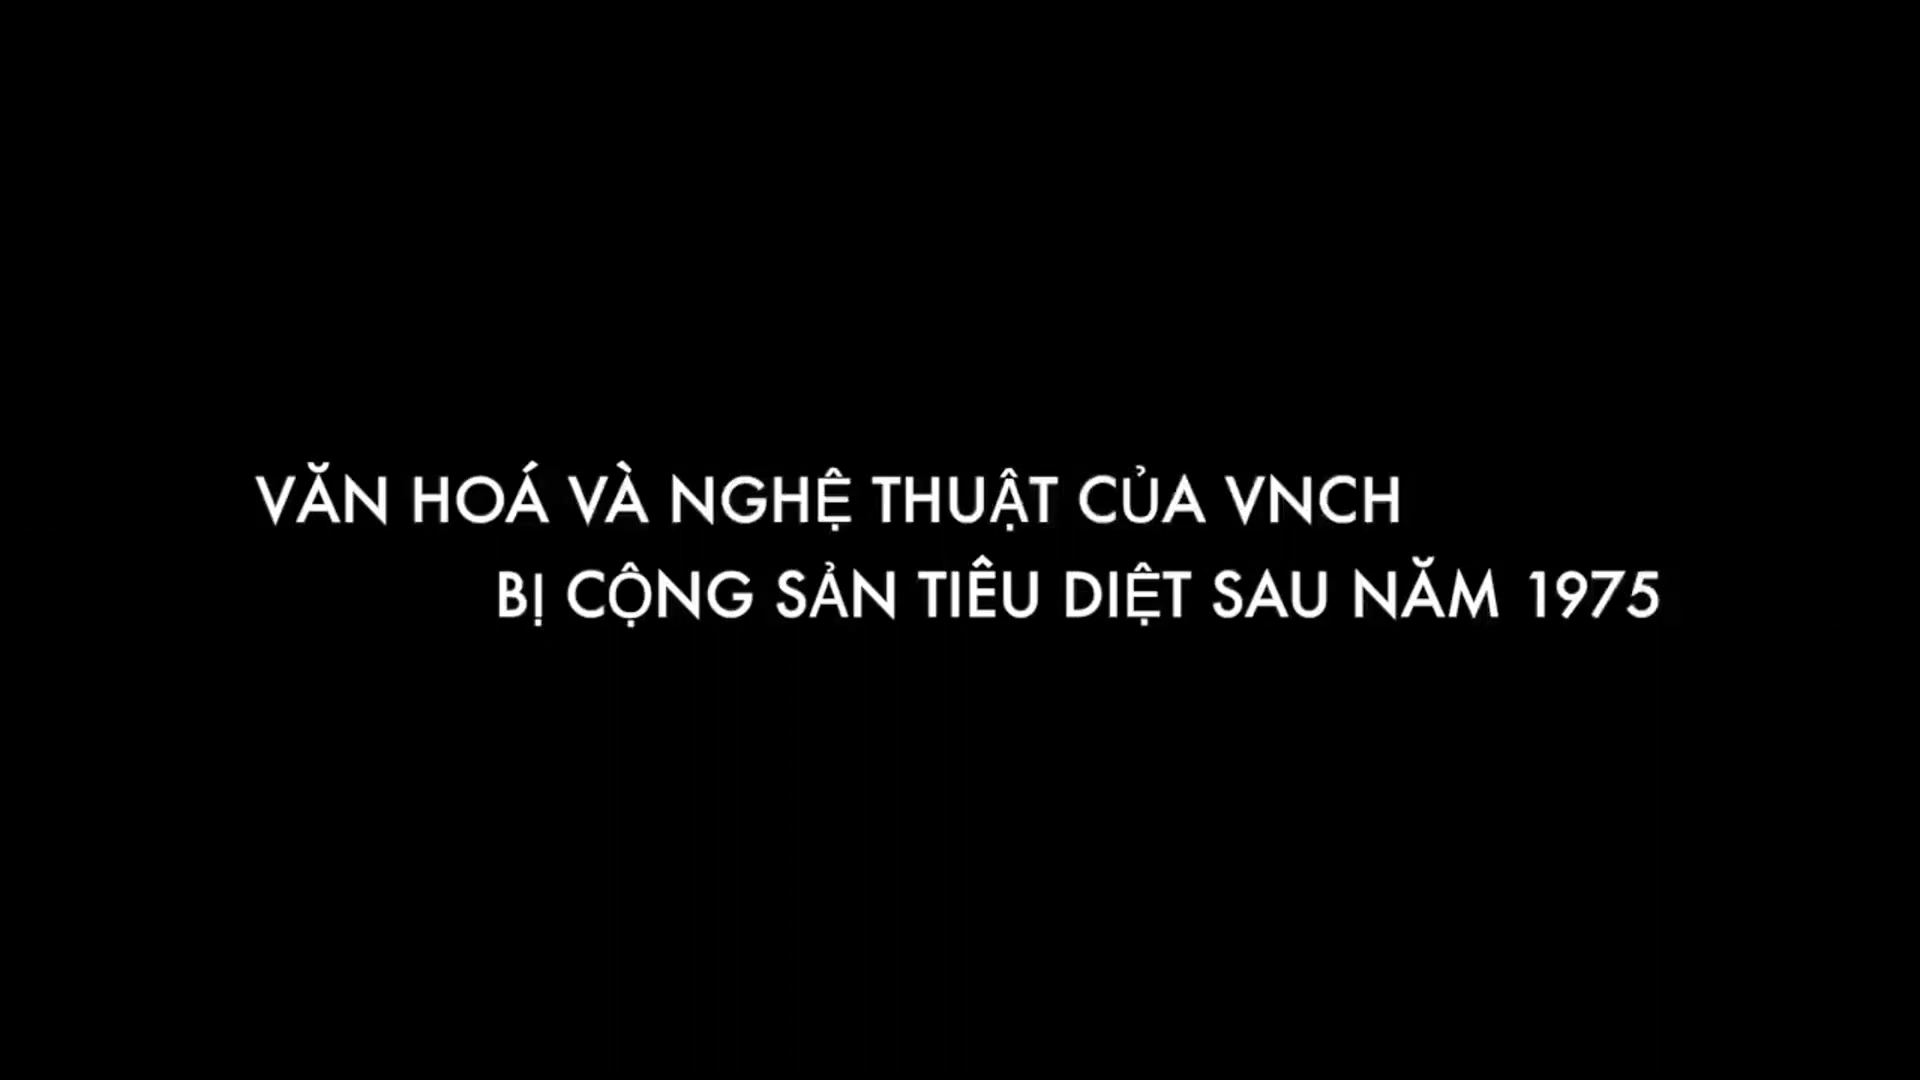 VĂN HOÁ VÀ NGHỆ THUẬT CỦA VNCH
BỊ CỘNG SẢN TIÊU DIỆT SAU NĂM 1975